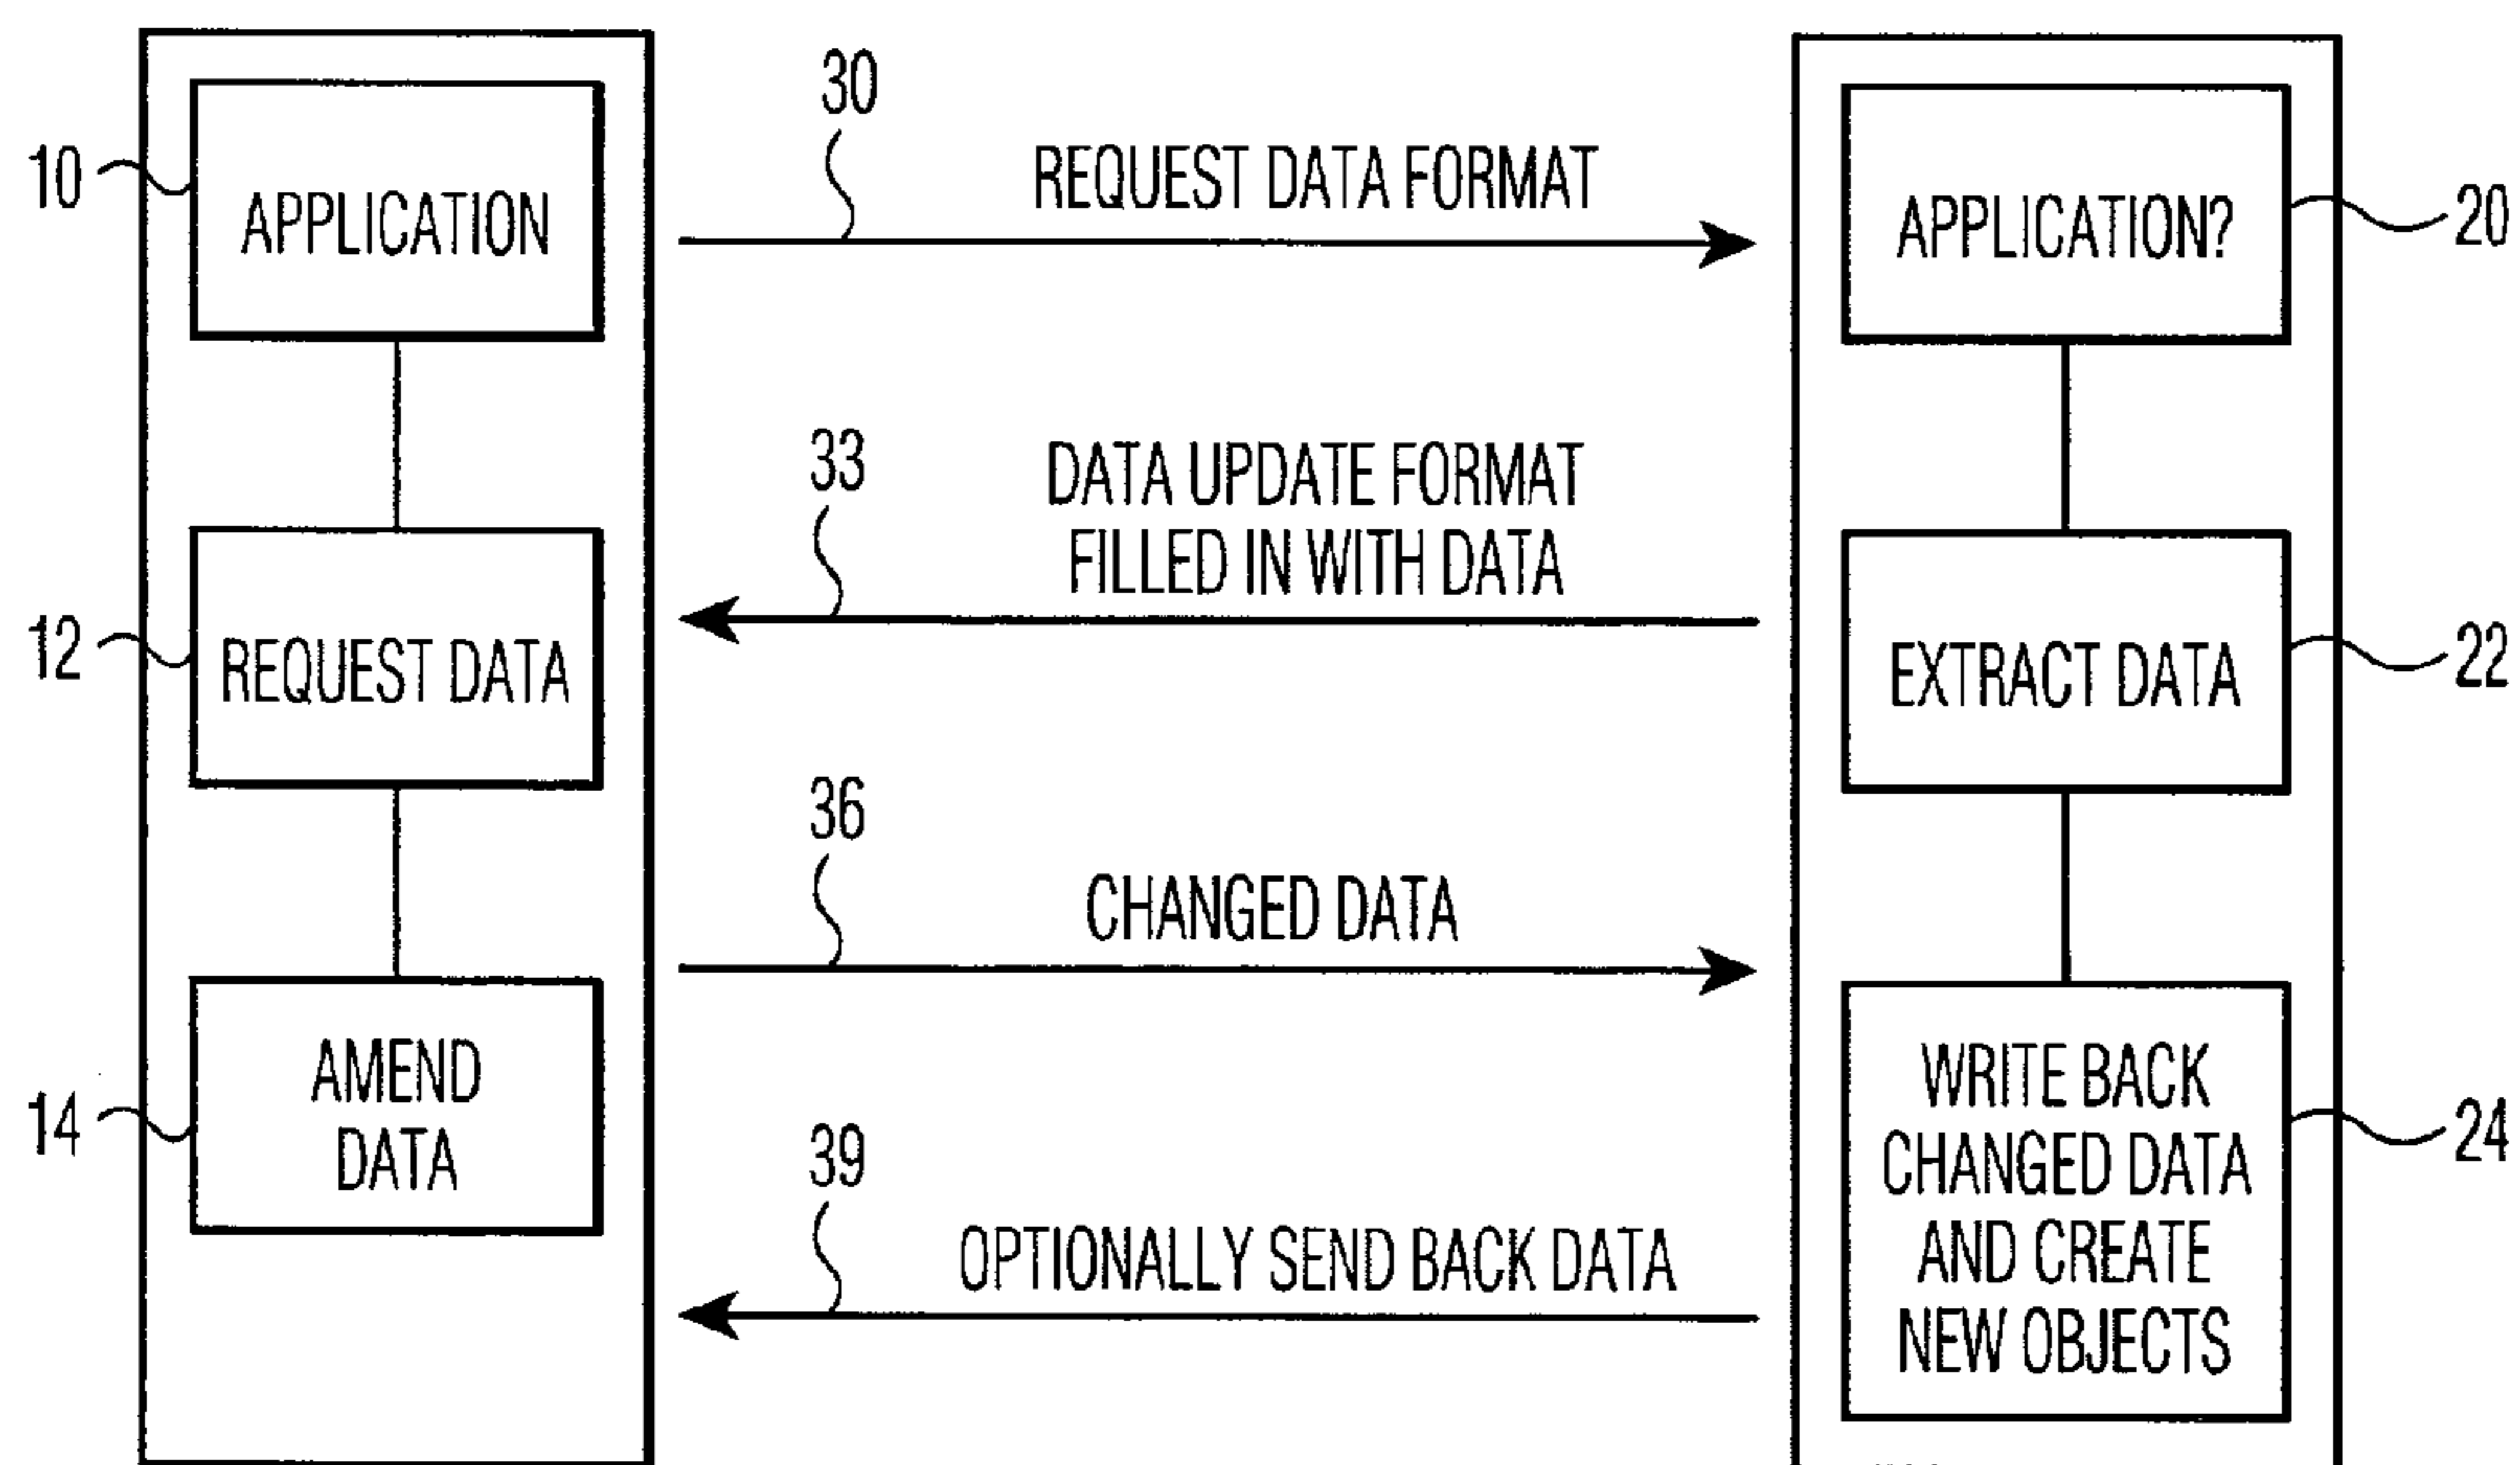 30
10
APPLICATION
REQUEST DATA FORMAT
APPLICATION?
20
33
DATA UPDATE FORMAT
FILLED IN WITH DATA
12
REQUEST DATA
EXTRACT DATA
22
36
CHANGED DATA
14
AMEND
DATA
39
OPTIONALLY SEND BACK DATA
WRITE BACK
CHANGED DATA
AND CREATE
NEW OBJECTS
24